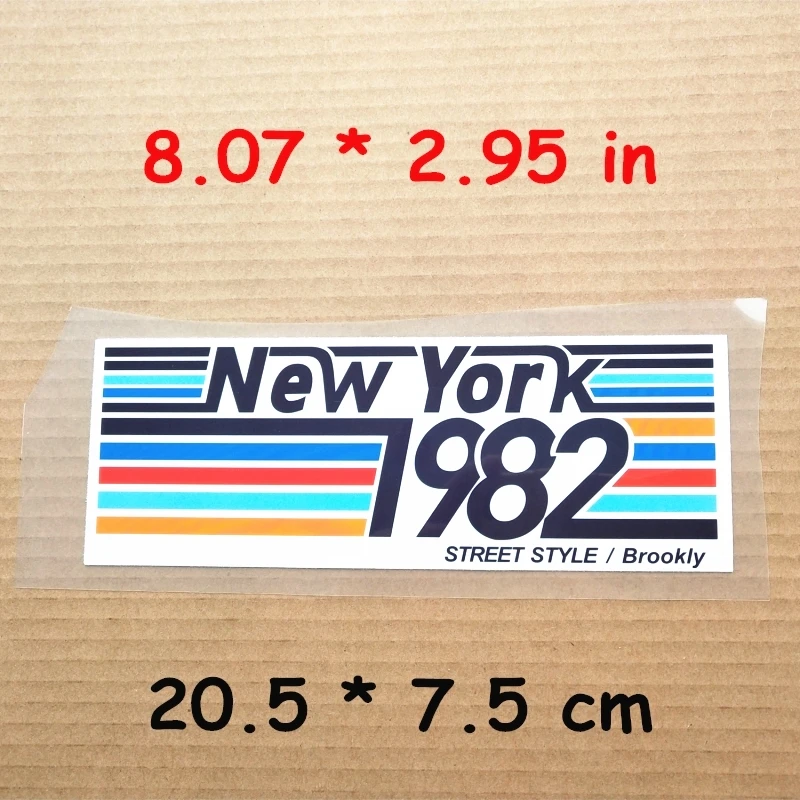 8.07 * 2.95 in
New York
1982
STREET STYLE / Brookly
20.5 * 7.5 cm